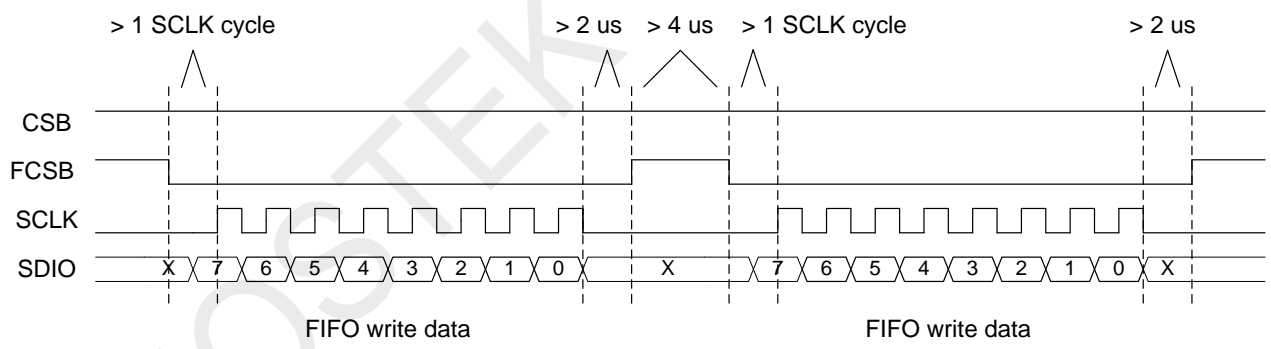 > 1 SCLK cycle > 2 us > 4 us > 1 SCLK cycle > 2 us
CSB
FCSB
SCLK
SDIO X 7 6 5 4 3 2 1 0 X 7 6 5 4 3 2 1 0 X
FIFO write data FIFO write data
OSTEK